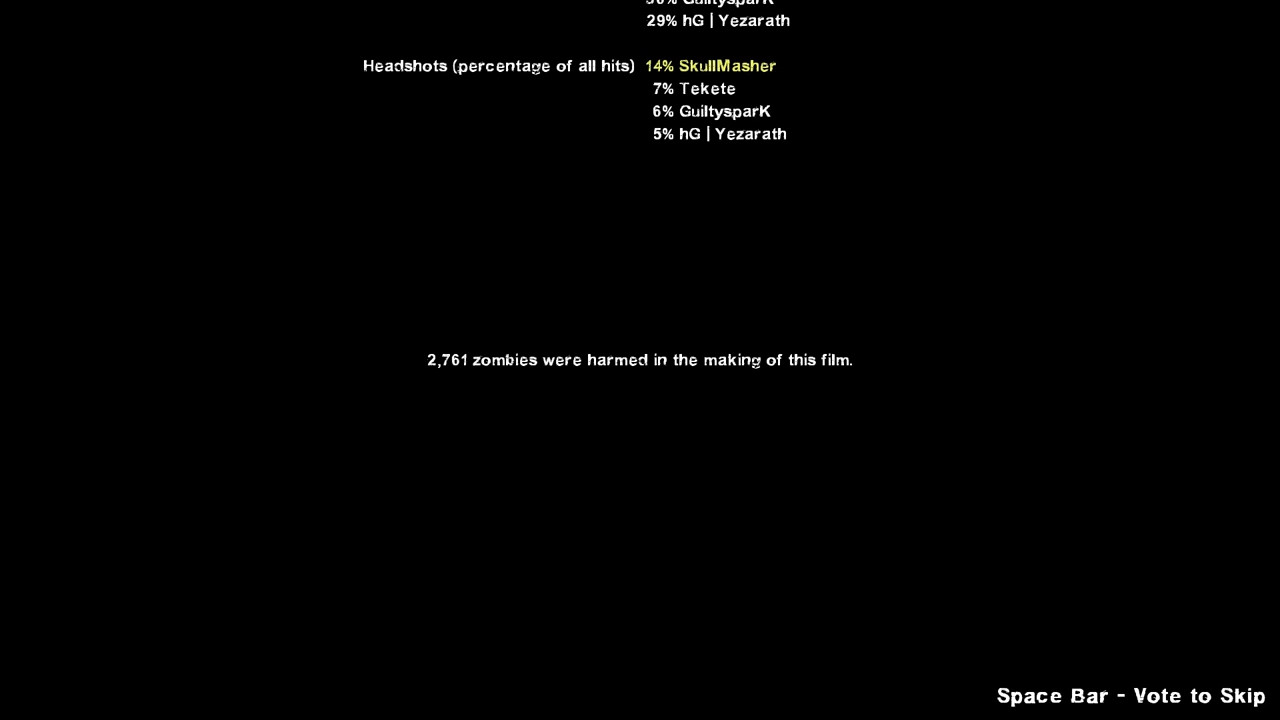 GuiltysparK
29% hG | Yezarath
Headshots (percentage of all hits) 14% SkullMasher
7% Tekete
6% GuiltysparK
5% hG | Yezarath
2,761 zombies were harmed in the making of this film.
Space Bar - Vote to Skip